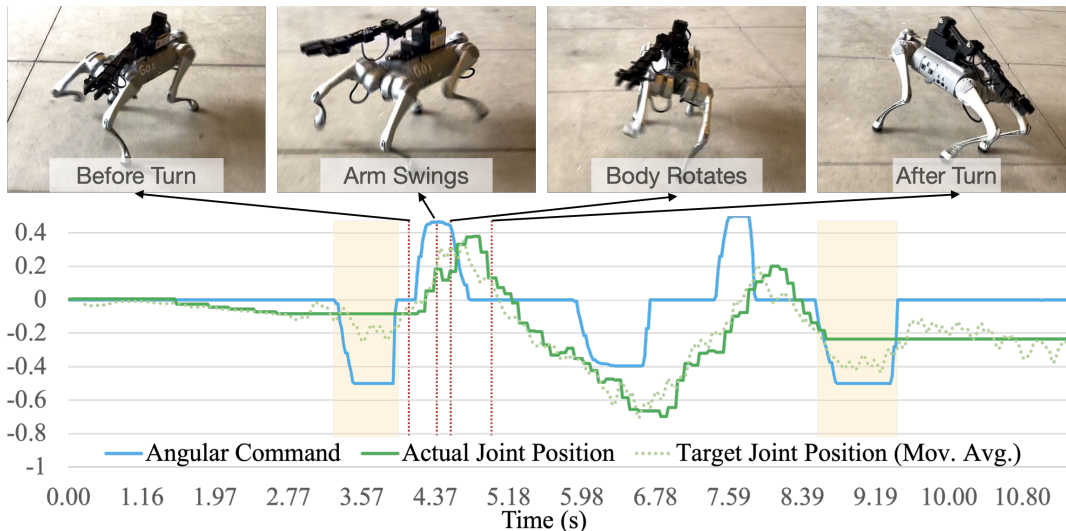 Go1
Go1
Before Turn
Arm Swings
Body Rotates
After Turn
0.4
0.2
0
-0.2
-0.4
-0.6
-0.8
-1
Angular Command
Actual Joint Position
Target Joint Position (Mov. Avg.)
0.00 1.16 1.97 2.77 3.57 4.37 5.18 5.98 6.78 7.59 8.39 9.19 10.00 10.80
Time (s)